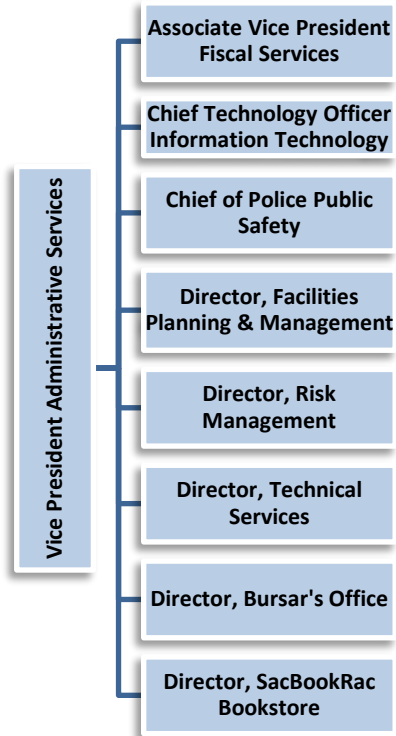 Vice President Administrative Services
Associate Vice President
Fiscal Services
Chief Technology Officer
Information Technology
Chief of Police Public
Safety
Director, Facilities
Planning & Management
Director, Risk
Management
Director, Technical
Services
Director, Bursar's Office
Director, SacBookRac
Bookstore